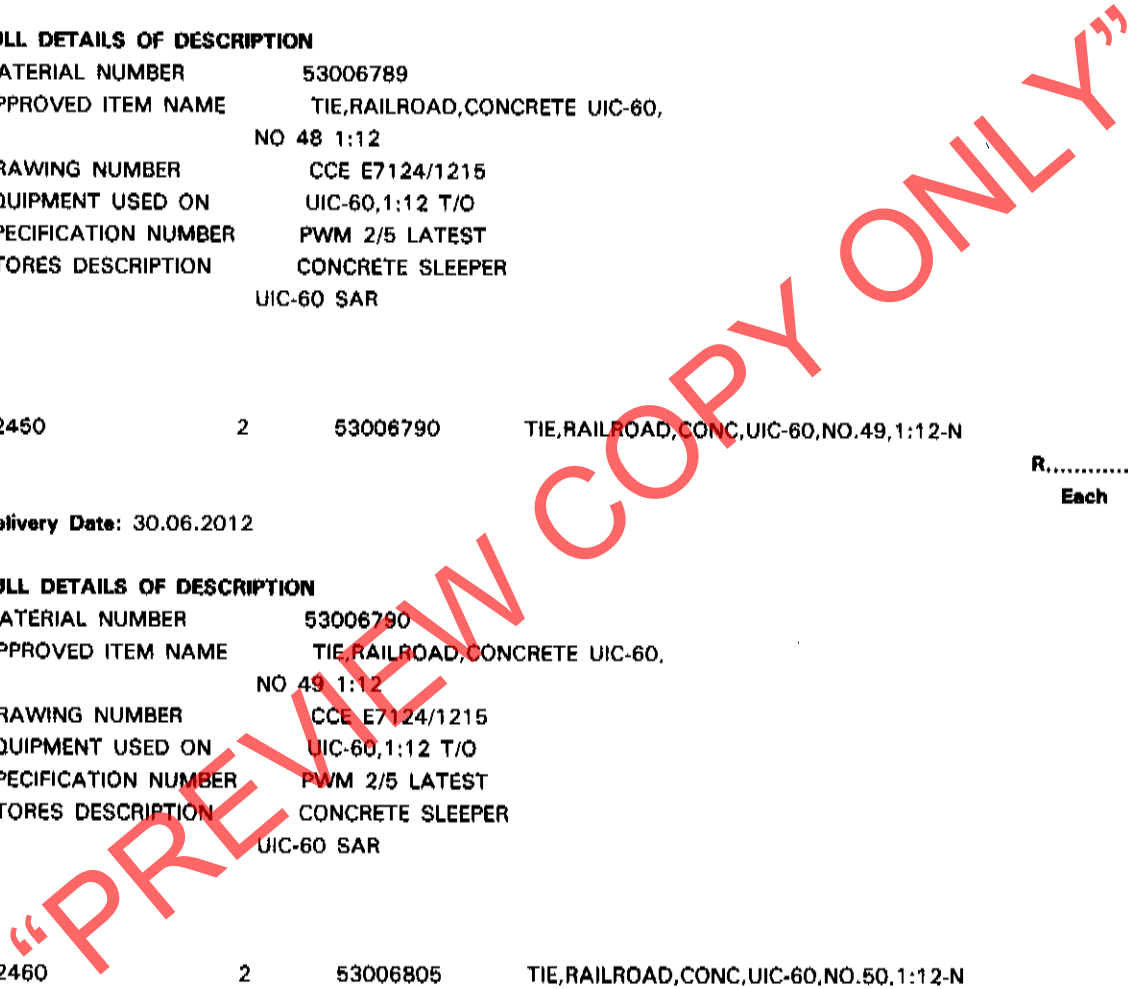 ULL DETAILS OF DESCRIPTION
ATERIAL NUMBER 53006789
PPROVED ITEM NAME TIE,RAILROAD,CONCRETE UIC-60,
NO 48 1:12
RAWING NUMBER CCE E7124/1215
QUIPMENT USED ON UIC-60,1:12 T/O
PECIFICATION NUMBER PWM 2/5 LATEST
TORES DESCRIPTION CONCRETE SLEEPER
UIC-60 SAR
2450 2 53006790 TIE,RAILROAD,CONC,UIC-60,NO.49,1:12-N
R............
Each
elivery Date: 30.06.2012
ULL DETAILS OF DESCRIPTION
ATERIAL NUMBER 53006790
PPROVED ITEM NAME TIE,RAILROAD,CONCRETE UIC-60,
NO 49 1:12
RAWING NUMBER CCE E7124/1215
QUIPMENT USED ON UIC-60,1:12 T/O
PECIFICATION NUMBER PWM 2/5 LATEST
TORES DESCRIPTION CONCRETE SLEEPER
UIC-60 SAR
2460 2 53006805 TIE,RAILROAD,CONC,UIC-60,NO.50,1:12-N
“PREVIEW COPY ONLY”